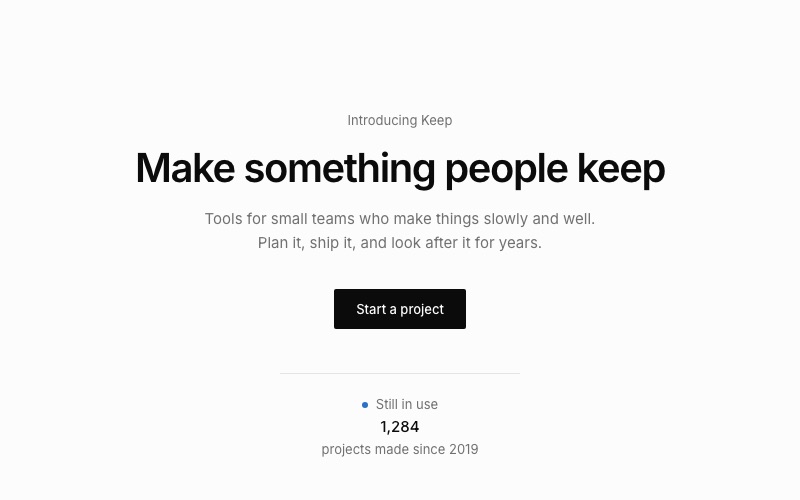 Introducing Keep
Make something people keep
Tools for small teams who make things slowly and well.
Plan it, ship it, and look after it for years.
Start a project
Still in use
1,284
projects made since 2019